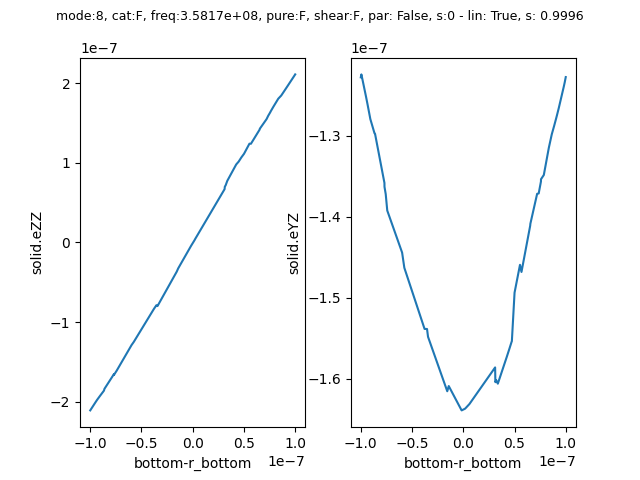 mode:8, cat:F, freq:3.5817e+08, pure:F, shear:F, par: False, s:0 - lin: True, s: 0.9996
1e−7
2
1
0
−1
−2
solid.eZZ
−1.0
−0.5
0.0
0.5
1.0
bottom-r_bottom
1e−7
1e−7
−1.3
−1.4
−1.5
−1.6
solid.eYZ
−1.0
−0.5
0.0
0.5
1.0
bottom-r_bottom
1e−7